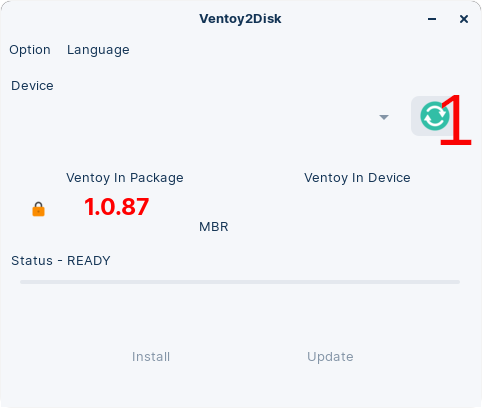 Ventoy2Disk
Option Language
Device
1
Ventoy In Package Ventoy In Device
1.0.87
MBR
Status - READY
Install Update